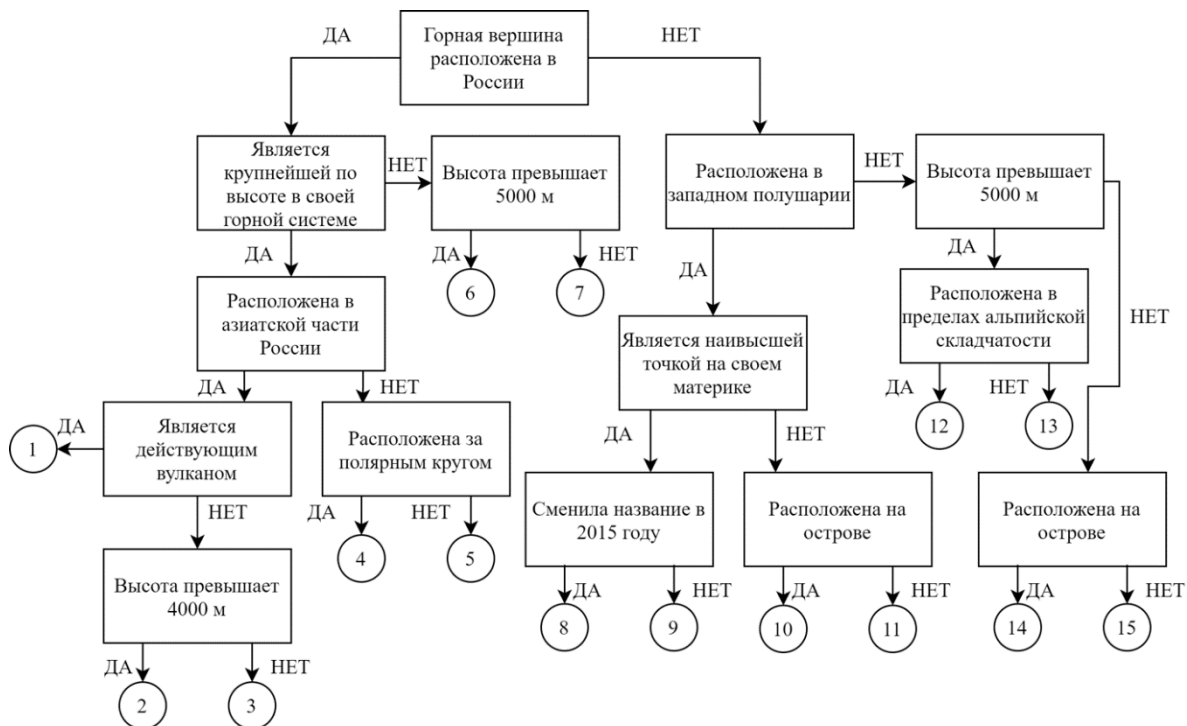 ДА
Горная вершина
расположена в
России
НЕТ
Является
крупнейшей по
высоте в своей
горной системе
НЕТ
Высота превышает
5000 м
Расположена в
западном полушарии
НЕТ
Высота превышает
5000 м
ДА
ДА
6
НЕТ
7
ДА
ДА
НЕТ
Расположена в
азиатской части
России
Является наивысшей
точкой на своем
материке
Расположена в
пределах альпийской
складчатости
ДА
НЕТ
ДА
12
НЕТ
13
1
ДА
Является
действующим
вулканом
Расположена за
полярным кругом
ДА
НЕТ
НЕТ
ДА
4
НЕТ
5
Сменила название в
2015 году
Расположена на
острове
Расположена на
острове
Высота превышает
4000 м
8
ДА
9
НЕТ
10
ДА
11
НЕТ
14
ДА
15
НЕТ
ДА
2
3
НЕТ